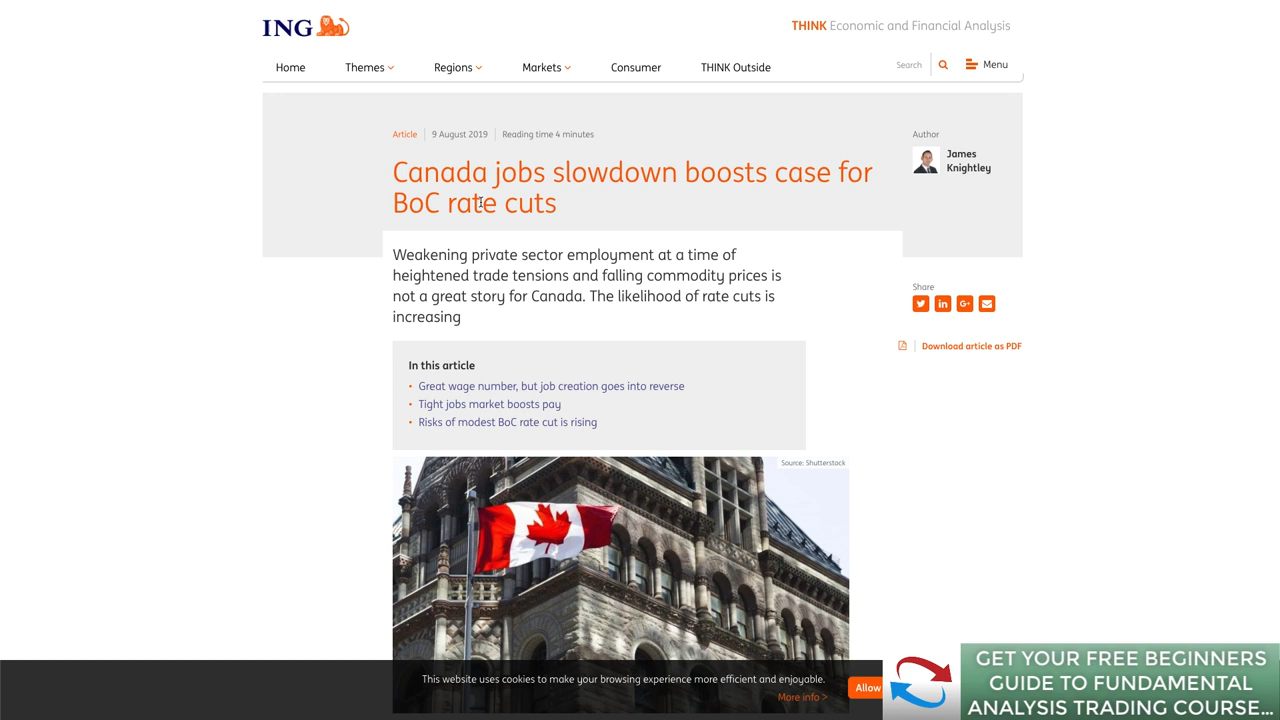 ING
THINK Economic and Financial Analysis
Home
Themes
Regions
Markets
Consumer
THINK Outside
Search
Menu
Article
9 August 2019
Reading time 4 minutes
Canada jobs slowdown boosts case for
BoC rate cuts
Author
James
Knightley
Weakening private sector employment at a time of
heightened trade tensions and falling commodity prices is
not a great story for Canada. The likelihood of rate cuts is
increasing
Share
G+
Download article as PDF
In this article
Great wage number, but job creation goes into reverse
Tight jobs market boosts pay
Risks of modest BoC rate cut is rising
Source: Shutterstock
This website uses cookies to make your browsing experience more efficient and enjoyable.
More info >
Allow
GET YOUR FREE BEGINNERS
GUIDE TO FUNDAMENTAL
ANALYSIS TRADING COURSE...